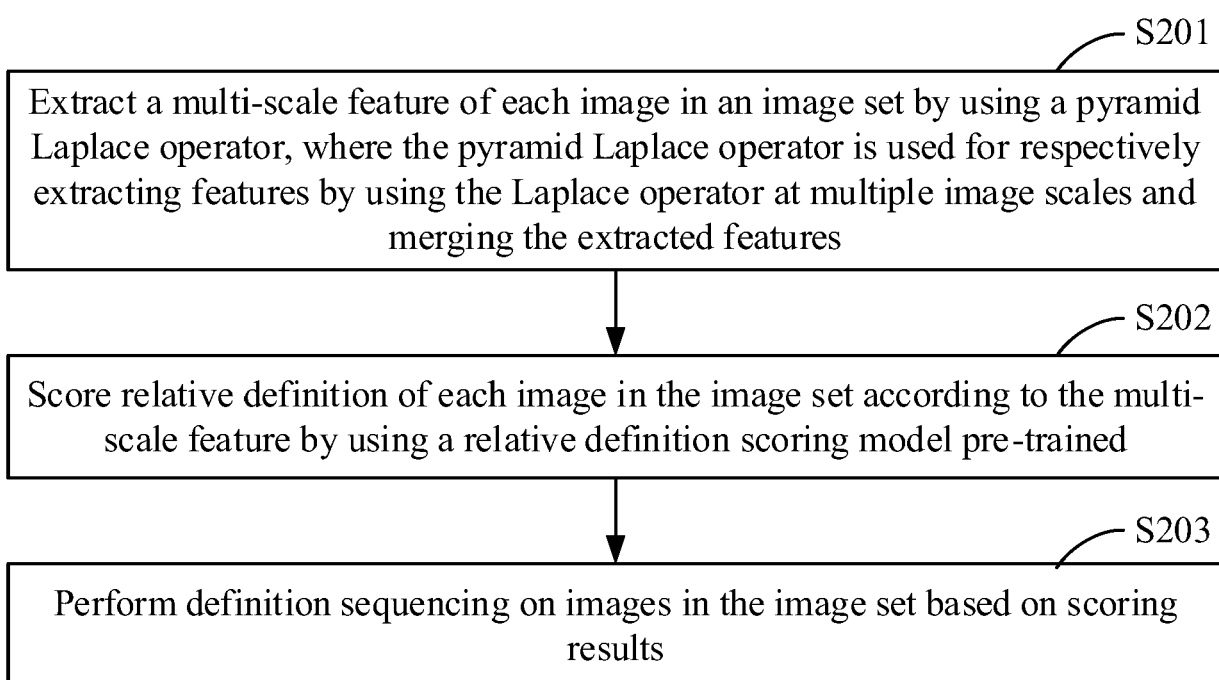 S201
Extract a multi-scale feature of each image in an image set by using a pyramid
Laplace operator, where the pyramid Laplace operator is used for respectively
extracting features by using the Laplace operator at multiple image scales and
merging the extracted features
S202
Score relative definition of each image in the image set according to the multi-
scale feature by using a relative definition scoring model pre-trained
S203
Perform definition sequencing on images in the image set based on scoring
results